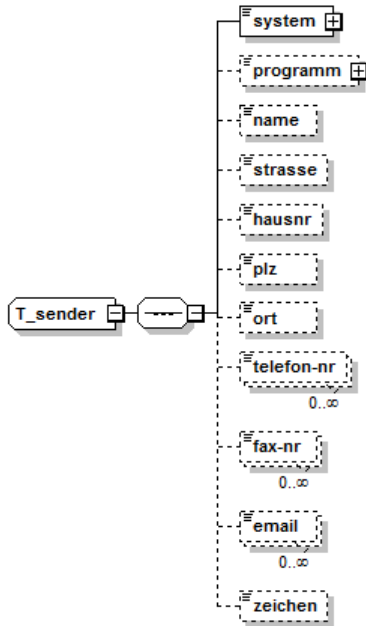 system
programm
name
strasse
hausnr
plz
T_sender
ort
telefon-nr
0..∞
fax-nr
0..∞
email
0..∞
zeichen